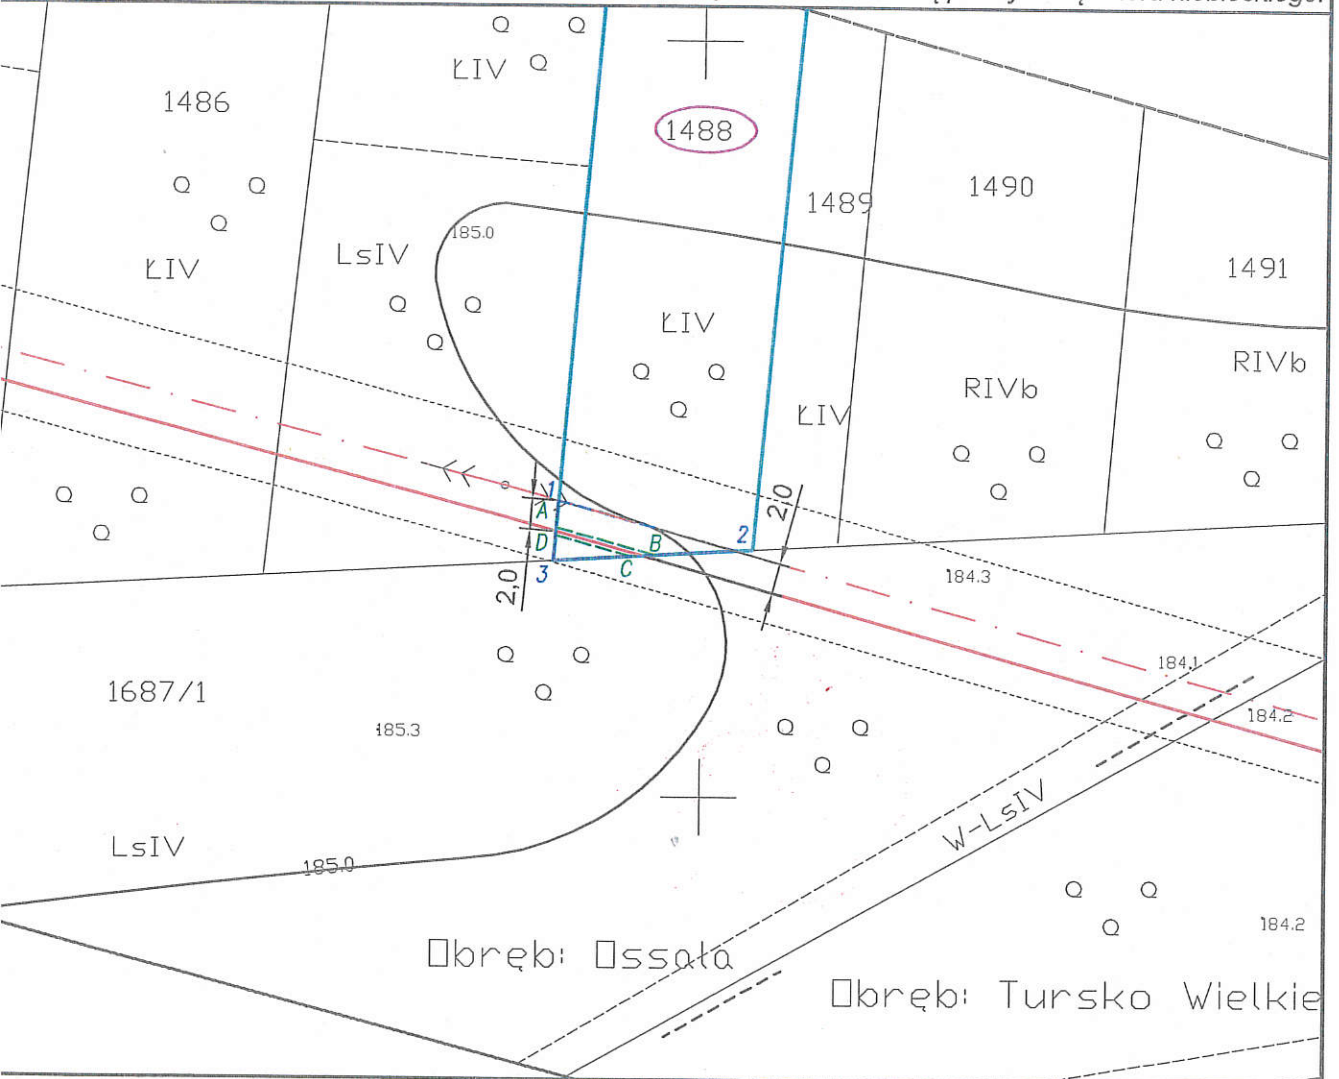 ŁIV
1486
1488
1489
1490
1491
185.0
LsIV
ŁIV
ŁIV
RIVb
RIVb
ŁIV
1
2,0
A
2
D
B
C
3
2,0
184.3
184.1
184.2
1687/1
185.3
W-LsIV
LsIV
185.0
184.2
Obręb: Ossała
Obręb: Tursko Wielkie